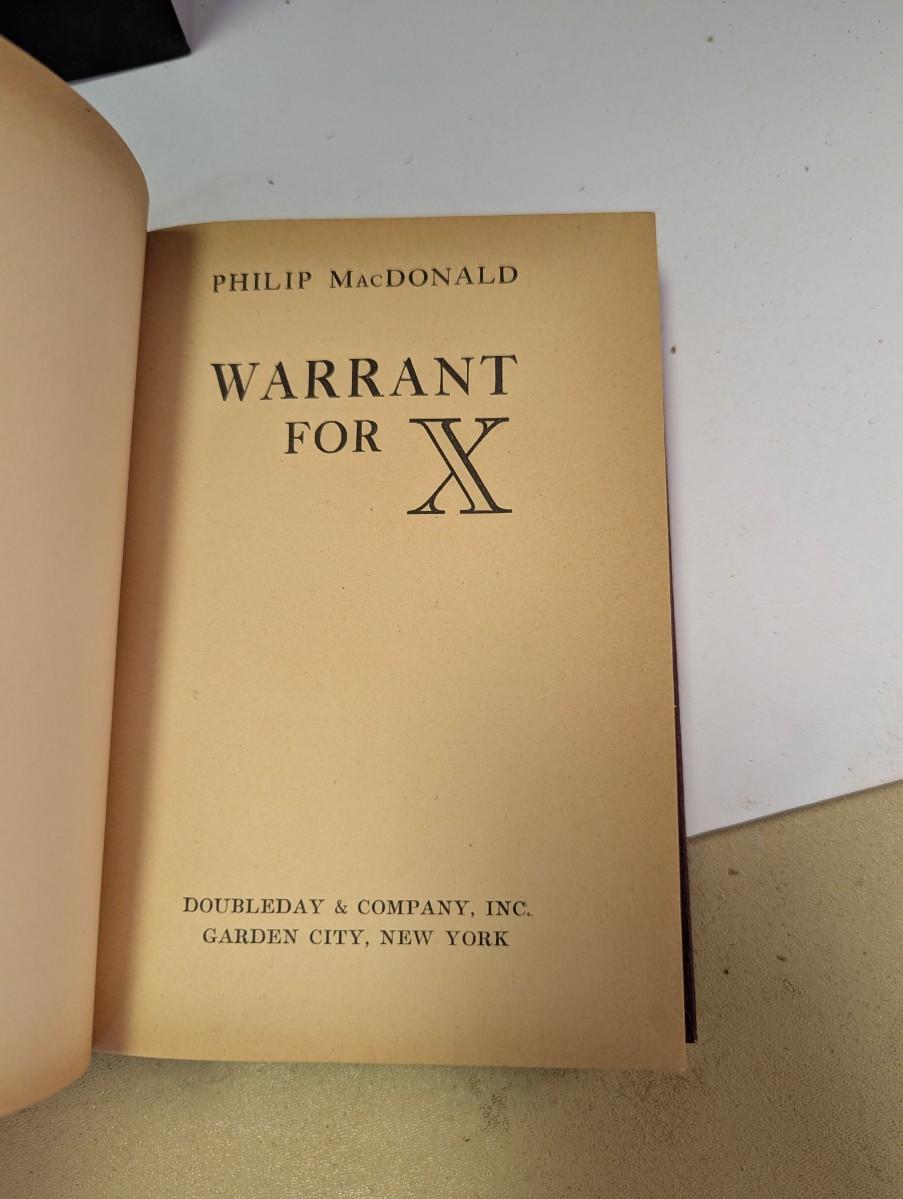 PHILIP MacDONALD
WARRANT
FOR X
DOUBLEDAY & COMPANY, INC.
GARDEN CITY, NEW YORK